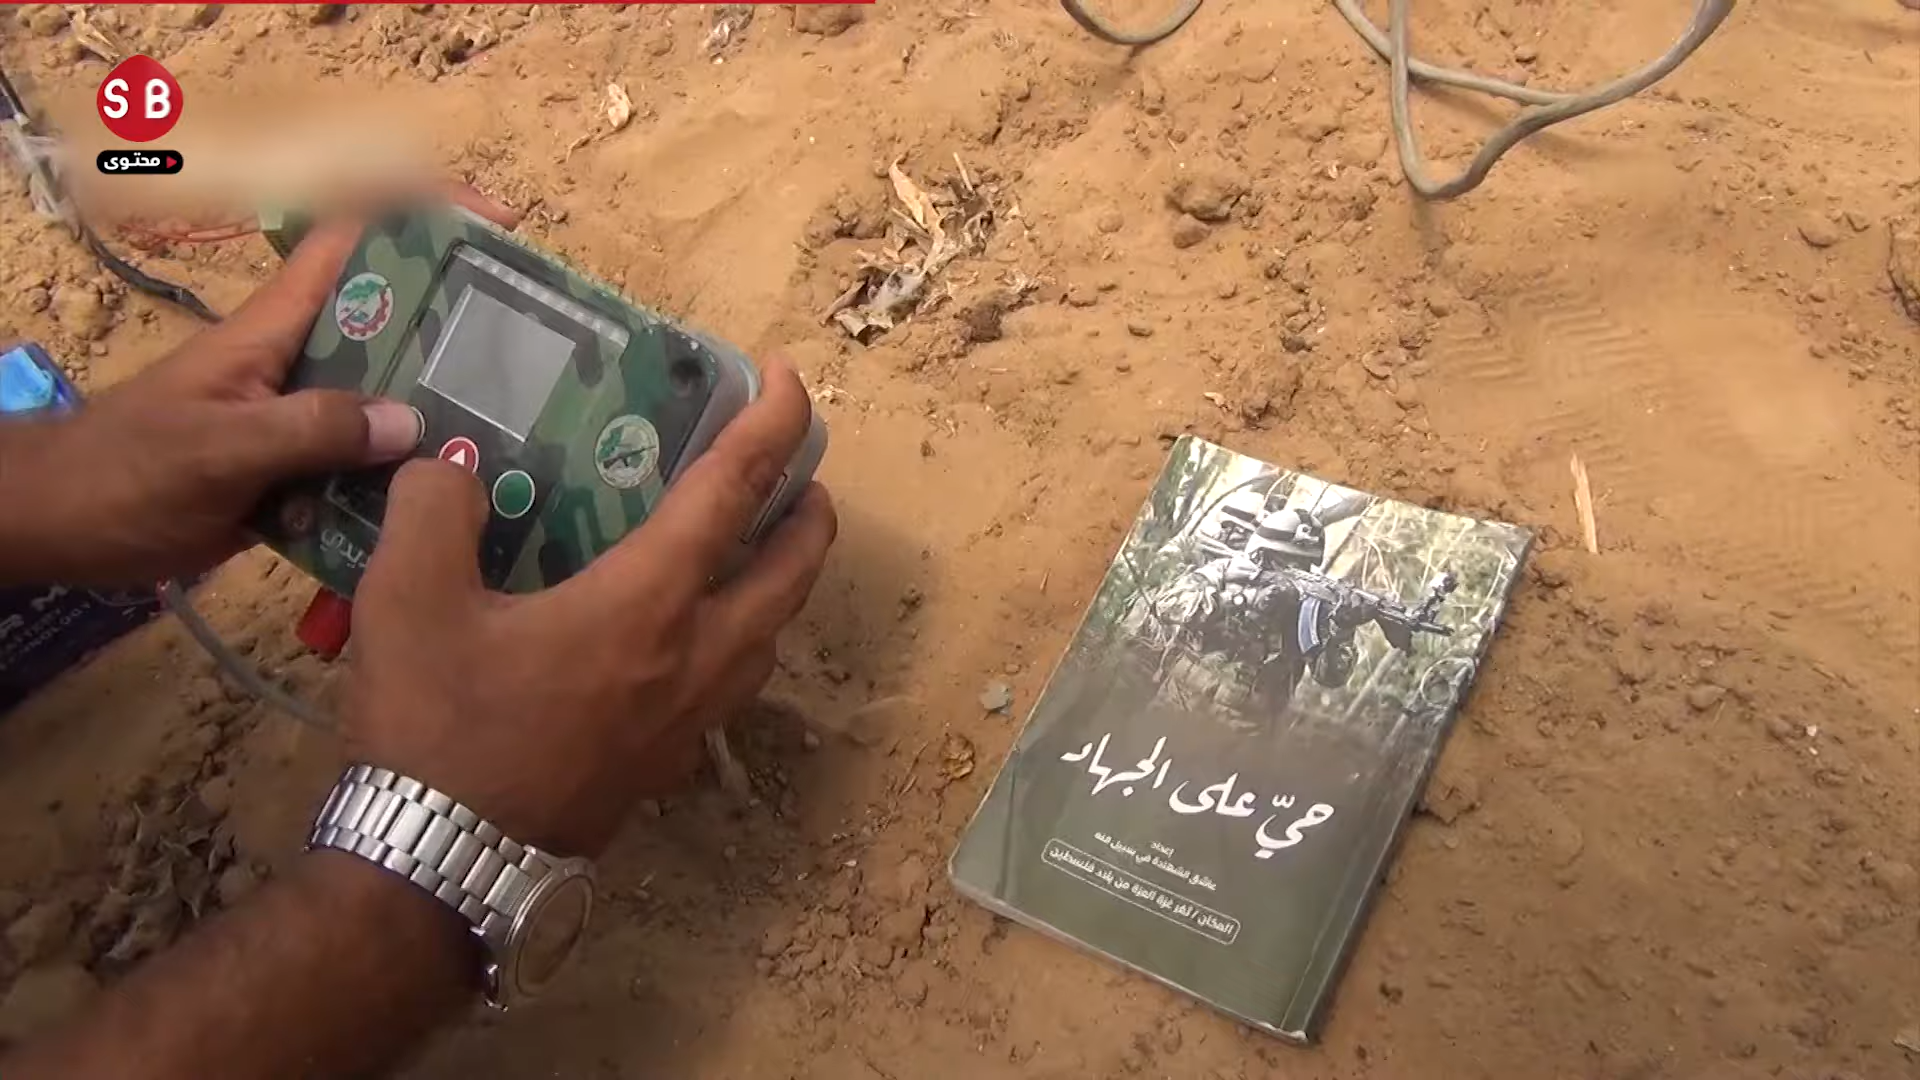 S B
محتوى
حيّ على الجهاد
إعداد
عاشق الشهادة في سبيل الله
المكان / ثغر غزة العزة من بلاد فلسطين